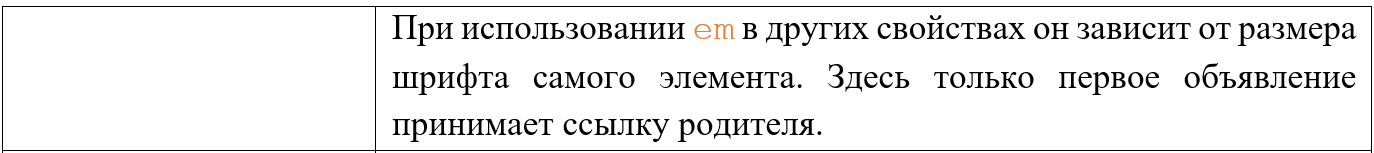 При использовании em в других свойствах он зависит от размера
шрифта самого элемента. Здесь только первое объявление
принимает ссылку родителя.